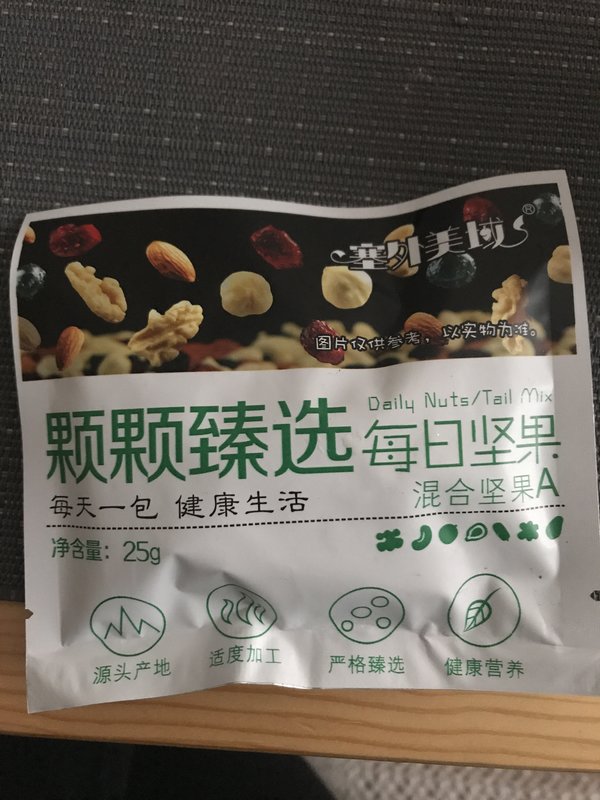 塞外美域®
图片仅供参考，以实物为准。
颗颗臻选
Daily Nuts/Tail Mix
每日坚果
每天一包 健康生活
混合坚果A
净含量：25g
源头产地
适度加工
严格臻选
健康营养